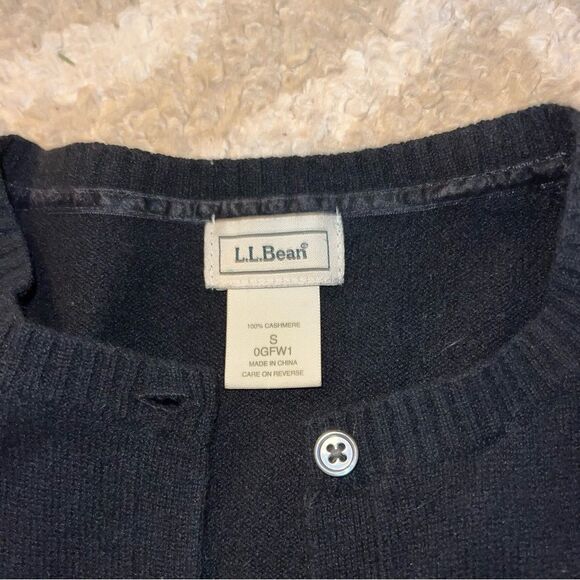 L.L.Bean®
100% CASHMERE
S
0GFW1
MADE IN CHINA
CARE ON REVERSE